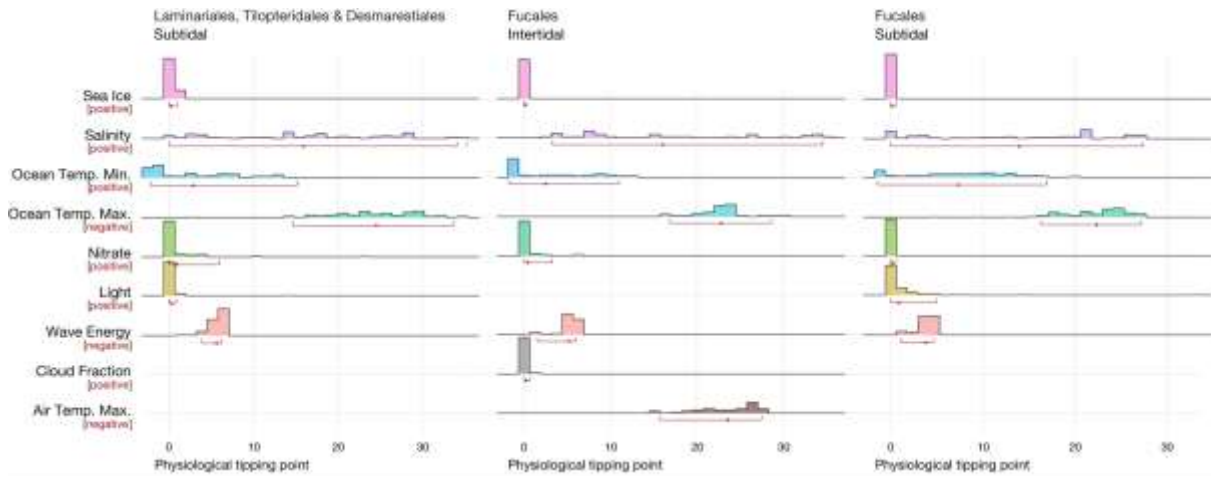 Laminariales, Tilopteridales & Desmarestiales
Subtidal
Fucales
Intertidal
Fucales
Subtidal
Sea Ice
[positive]
Salinity
[positive]
Ocean Temp. Min.
[positive]
Ocean Temp. Max.
[negative]
Nitrate
[positive]
Light
[positive]
Wave Energy
[negative]
Cloud Fraction
[positive]
Air Temp. Max.
[negative]
0 10 20 30
0 10 20 30
0 10 20 30
Physiological tipping point
Physiological tipping point
Physiological tipping point